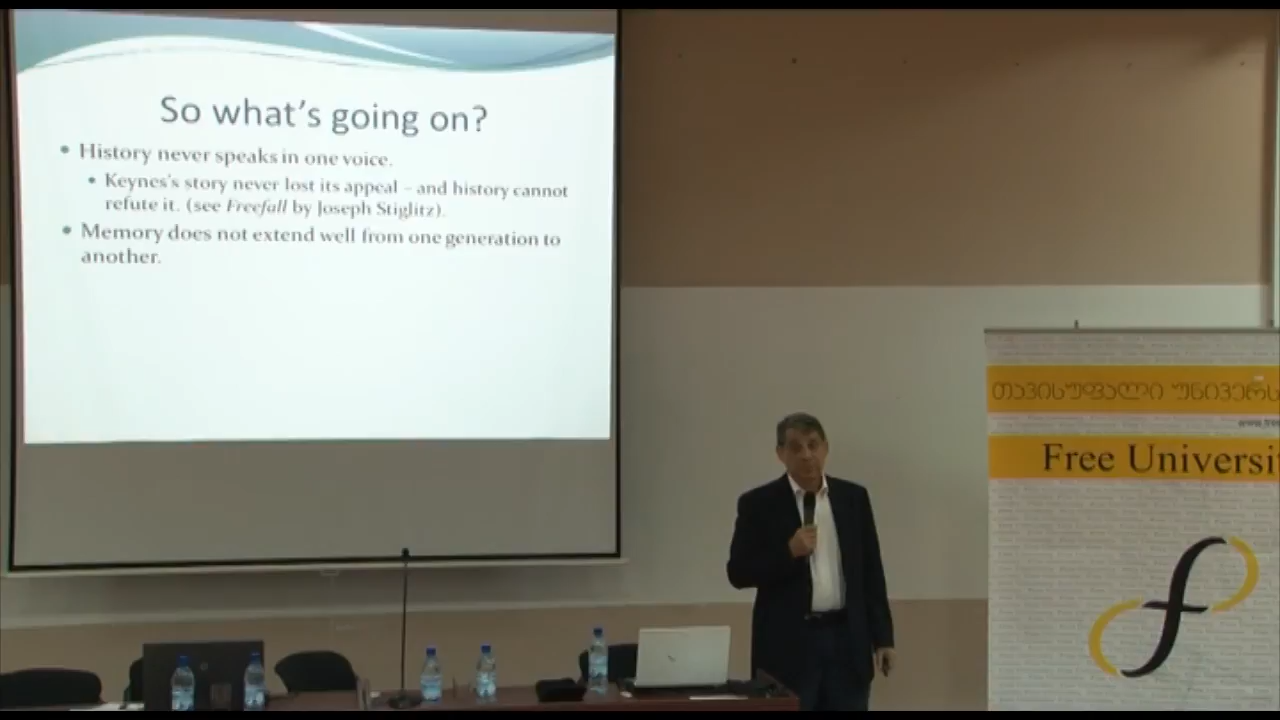 So what's going on?
• History never speaks in one voice.
• Keynes's story never lost its appeal – and history cannot
refute it. (see Freefall by Joseph Stiglitz).
• Memory does not extend well from one generation to
another.
თავისუფალი უნივერს
Free Universi